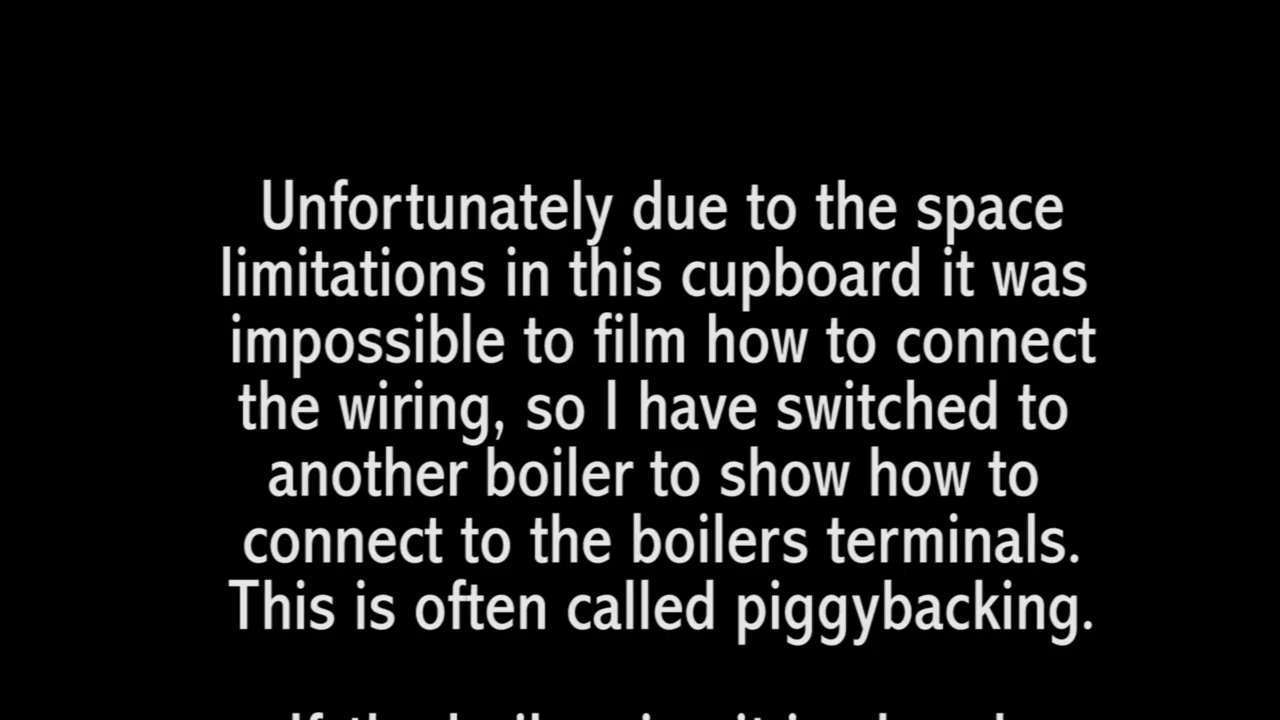 Unfortunately due to the space
limitations in this cupboard it was
impossible to film how to connect
the wiring, so I have switched to
another boiler to show how to
connect to the boilers terminals.
This is often called piggybacking.